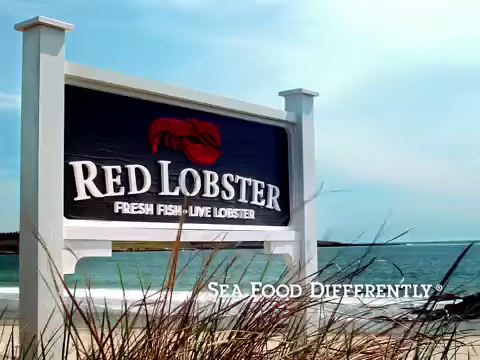 RED LOBSTER
FRESH FISH • LIVE LOBSTER
SEA FOOD DIFFERENTLY®